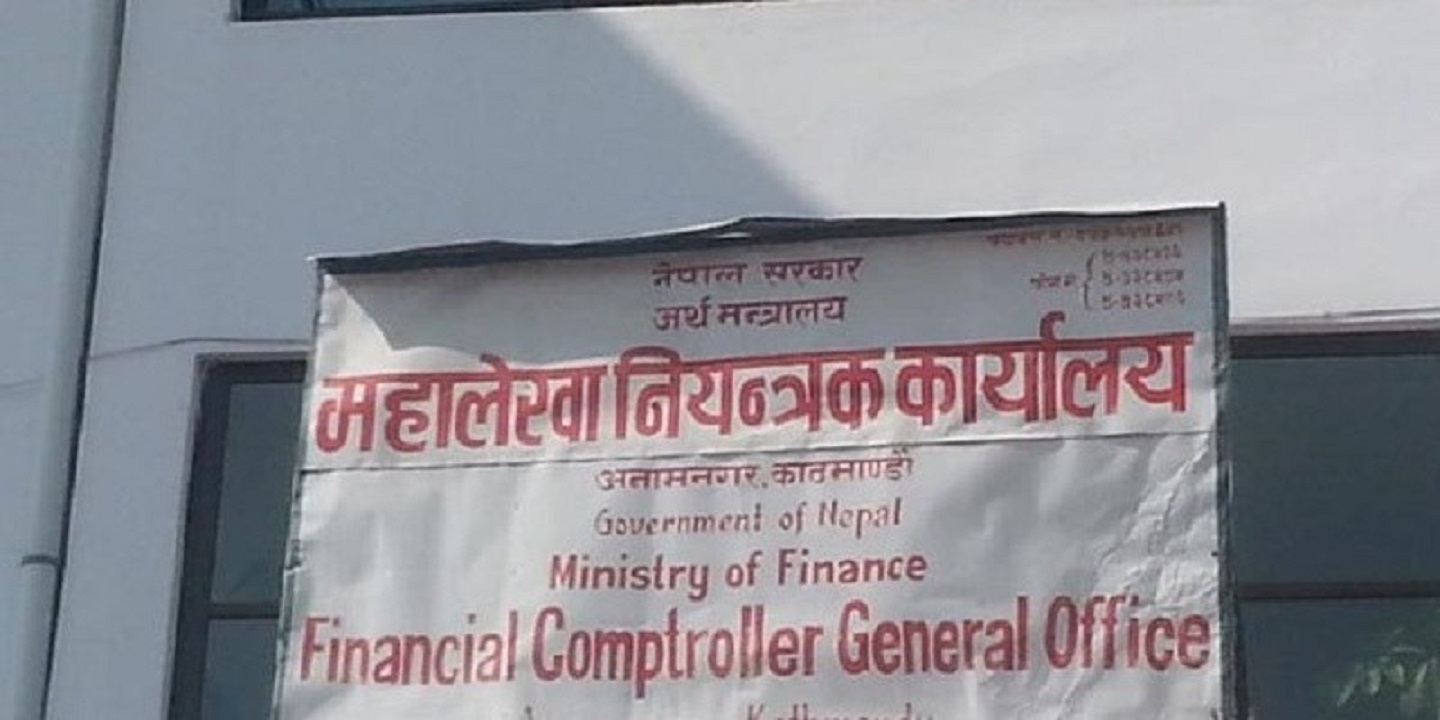 नेपाल सरकार
अर्थ मन्त्रालय
फोन नं.
महालेखा नियन्त्रक कार्यालय
अनामनगर, काठमाण्डौ
Government of Nepal
Ministry of Finance
Financial Comptroller General Office
Kathmandu